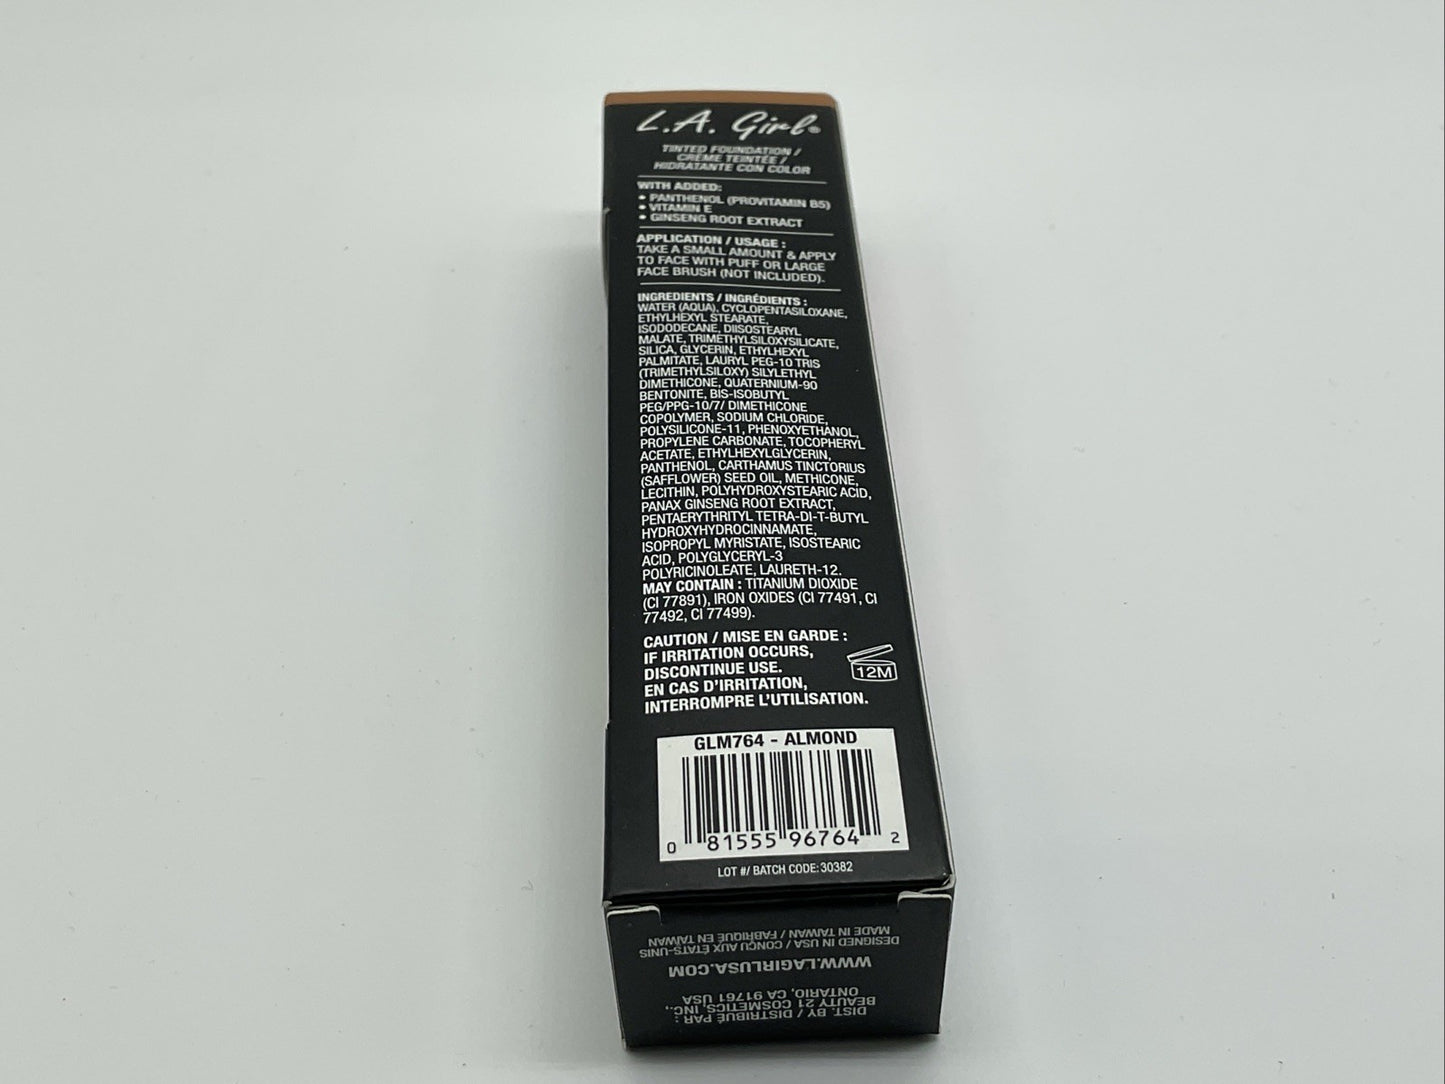 L.A. Girl®
TINTED FOUNDATION /
CRÈME TEINTÉE /
HIDRATANTE CON COLOR
WITH ADDED:
• PANTHENOL (PROVITAMIN B5)
• VITAMIN E
• GINSENG ROOT EXTRACT
APPLICATION / USAGE :
TAKE A SMALL AMOUNT & APPLY
TO FACE WITH PUFF OR LARGE
FACE BRUSH (NOT INCLUDED).
INGREDIENTS / INGRÉDIENTS :
WATER (AQUA), CYCLOPENTASILOXANE,
ETHYLHEXYL STEARATE,
ISODODECANE, DIISOSTEARYL
MALATE, TRIMETHYLSILOXYSILICATE,
SILICA, GLYCERIN, ETHYLHEXYL
PALMITATE, LAURYL PEG-10 TRIS
(TRIMETHYLSILOXY) SILYLETHYL
DIMETHICONE, QUATERNIUM-90
BENTONITE, BIS-ISOBUTYL
PEG/PPG-10/7/ DIMETHICONE
COPOLYMER, SODIUM CHLORIDE,
POLYSILICONE-11, PHENOXYETHANOL,
PROPYLENE CARBONATE, TOCOPHERYL
ACETATE, ETHYLHEXYLGLYCERIN,
PANTHENOL, CARTHAMUS TINCTORIUS
(SAFFLOWER) SEED OIL, METHICONE,
LECITHIN, POLYHYDROXYSTEARIC ACID,
PANAX GINSENG ROOT EXTRACT,
PENTAERYTHRITYL TETRA-DI-T-BUTYL
HYDROXYHYDROCINNAMATE,
ISOPROPYL MYRISTATE, ISOSTEARIC
ACID, POLYGLYCERYL-3
POLYRICINOLEATE, LAURETH-12.
MAY CONTAIN : TITANIUM DIOXIDE
(CI 77891), IRON OXIDES (CI 77491, CI
77492, CI 77499).
CAUTION / MISE EN GARDE :
IF IRRITATION OCCURS,
DISCONTINUE USE.
EN CAS D'IRRITATION,
INTERROMPRE L'UTILISATION.
12M
GLM764 - ALMOND
0 81555 96764 2
LOT #/ BATCH CODE: 30382
DIST. BY / DISTRIBUÉ PAR :
BEAUTY 21 COSMETICS, INC.,
ONTARIO, CA 91761 USA
WWW.LAGIRLUSA.COM
DESIGNED IN USA / CONÇU AUX ÉTATS-UNIS
MADE IN TAIWAN / FABRIQUÉ EN TAIWAN